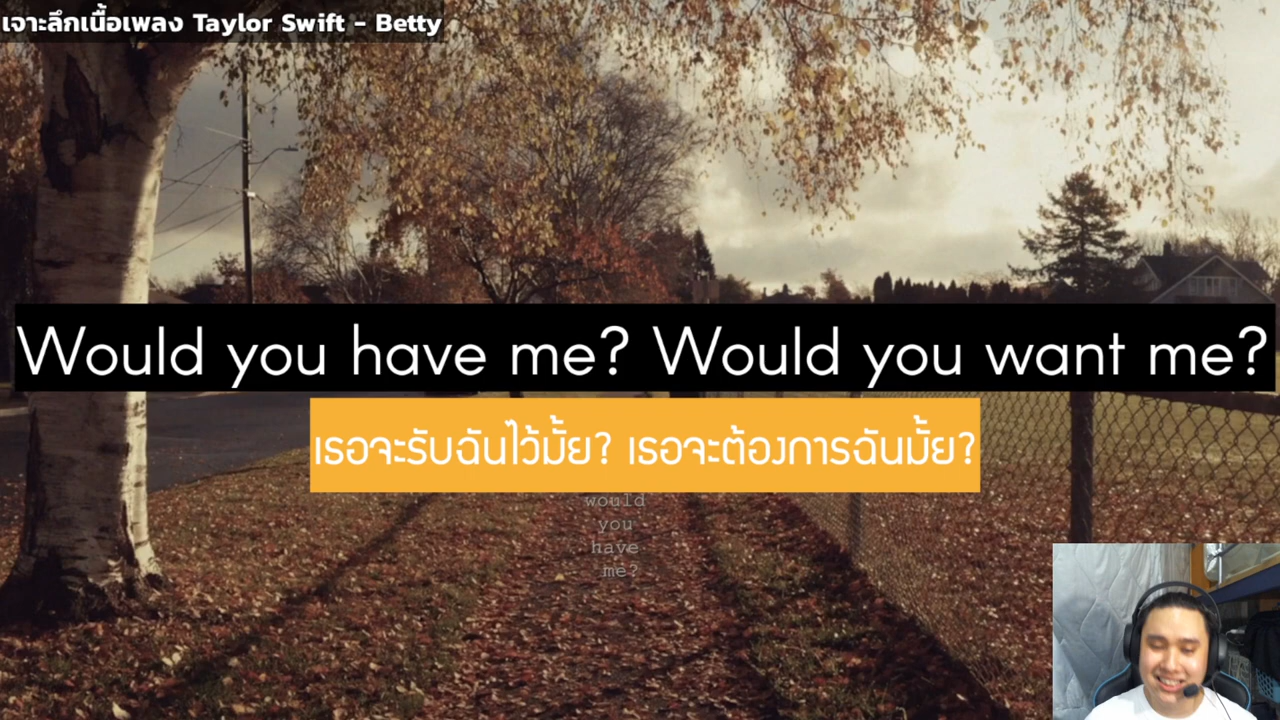 เจาะลึกเนื้อเพลง Taylor Swift - Betty
Would you have me? Would you want me?
เธอจะรับฉันไว้มั้ย? เธอจะต้องการฉันมั้ย?
would
you
have
me?